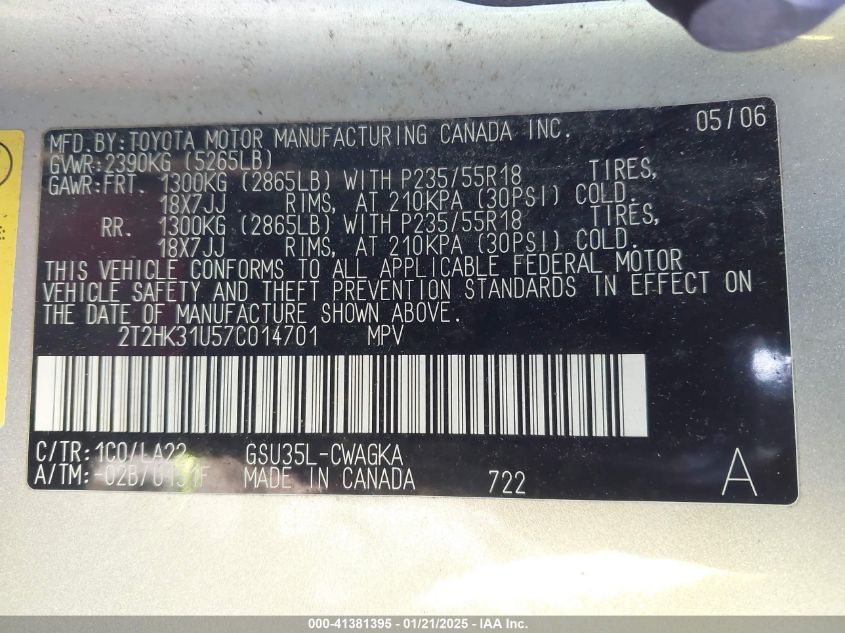 MFD.BY:TOYOTA MOTOR MANUFACTURING CANADA INC. 05/06
GVWR:2390KG (5265LB)
GAWR:FRT. 1300KG (2865LB) WITH P235/55R18 TIRES,
18X7JJ RIMS, AT 210KPA (30PSI) COLD.
RR. 1300KG (2865LB) WITH P235/55R18 TIRES,
18X7JJ RIMS, AT 210KPA (30PSI) COLD.
THIS VEHICLE CONFORMS TO ALL APPLICABLE FEDERAL MOTOR
VEHICLE SAFETY AND THEFT PREVENTION STANDARDS IN EFFECT ON
THE DATE OF MANUFACTURE SHOWN ABOVE.
2T2HK31U57C014701 MPV
C/TR:1C0/LA22 GSU35L-CWAGKA
A/TM: MADE IN CANADA 722 A
000-41381395 - 01/21/2025 - IAA Inc.